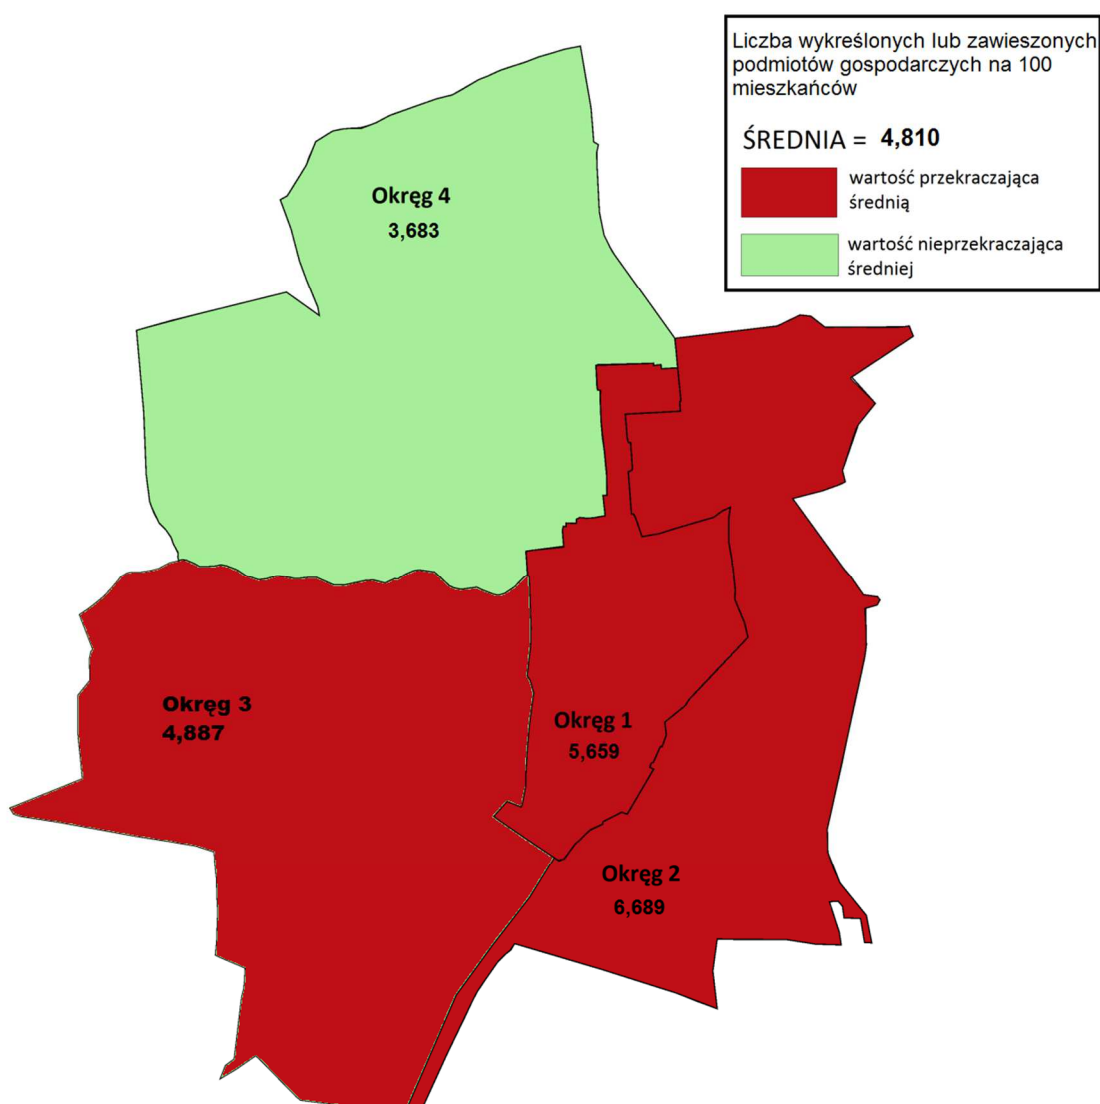 Liczba wykreślonych lub zawieszonych
podmiotów gospodarczych na 100
mieszkańców
ŚREDNIA = 4,810
wartość przekraczająca
średnią
wartość nieprzekraczająca
średniej
Okręg 4
3,683
Okręg 3
4,887
Okręg 1
5,659
Okręg 2
6,689